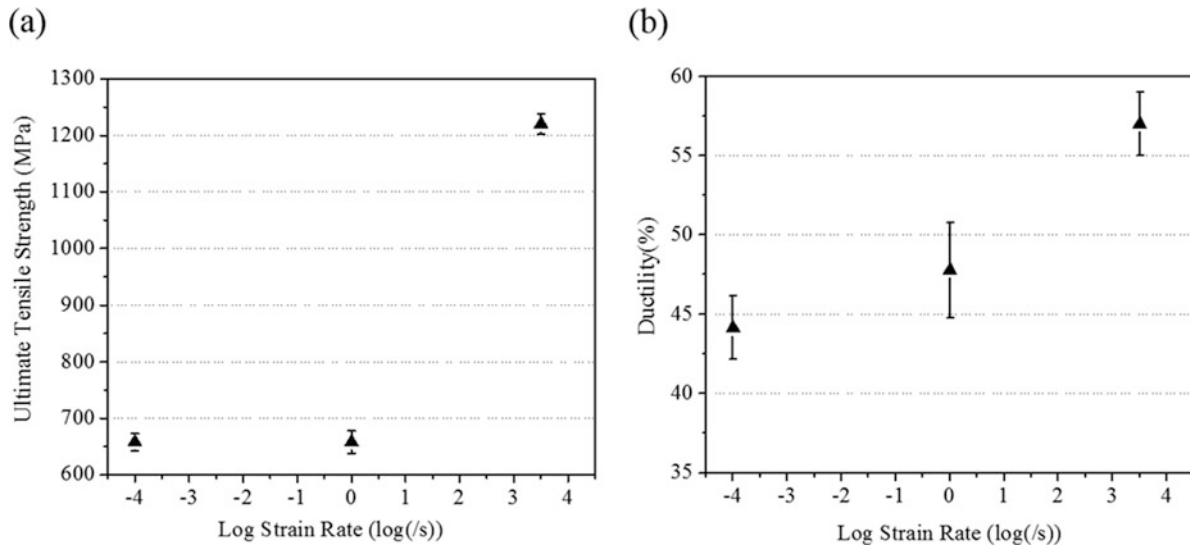 (a)
1300
1200
1100
1000
900
800
700
600
Ultimate Tensile Strength (MPa)
-4 -3 -2 -1 0 1 2 3 4
Log Strain Rate (log(/s))
(b)
60
55
50
45
40
35
Ductility(%)
-4 -3 -2 -1 0 1 2 3 4
Log Strain Rate (log(/s))